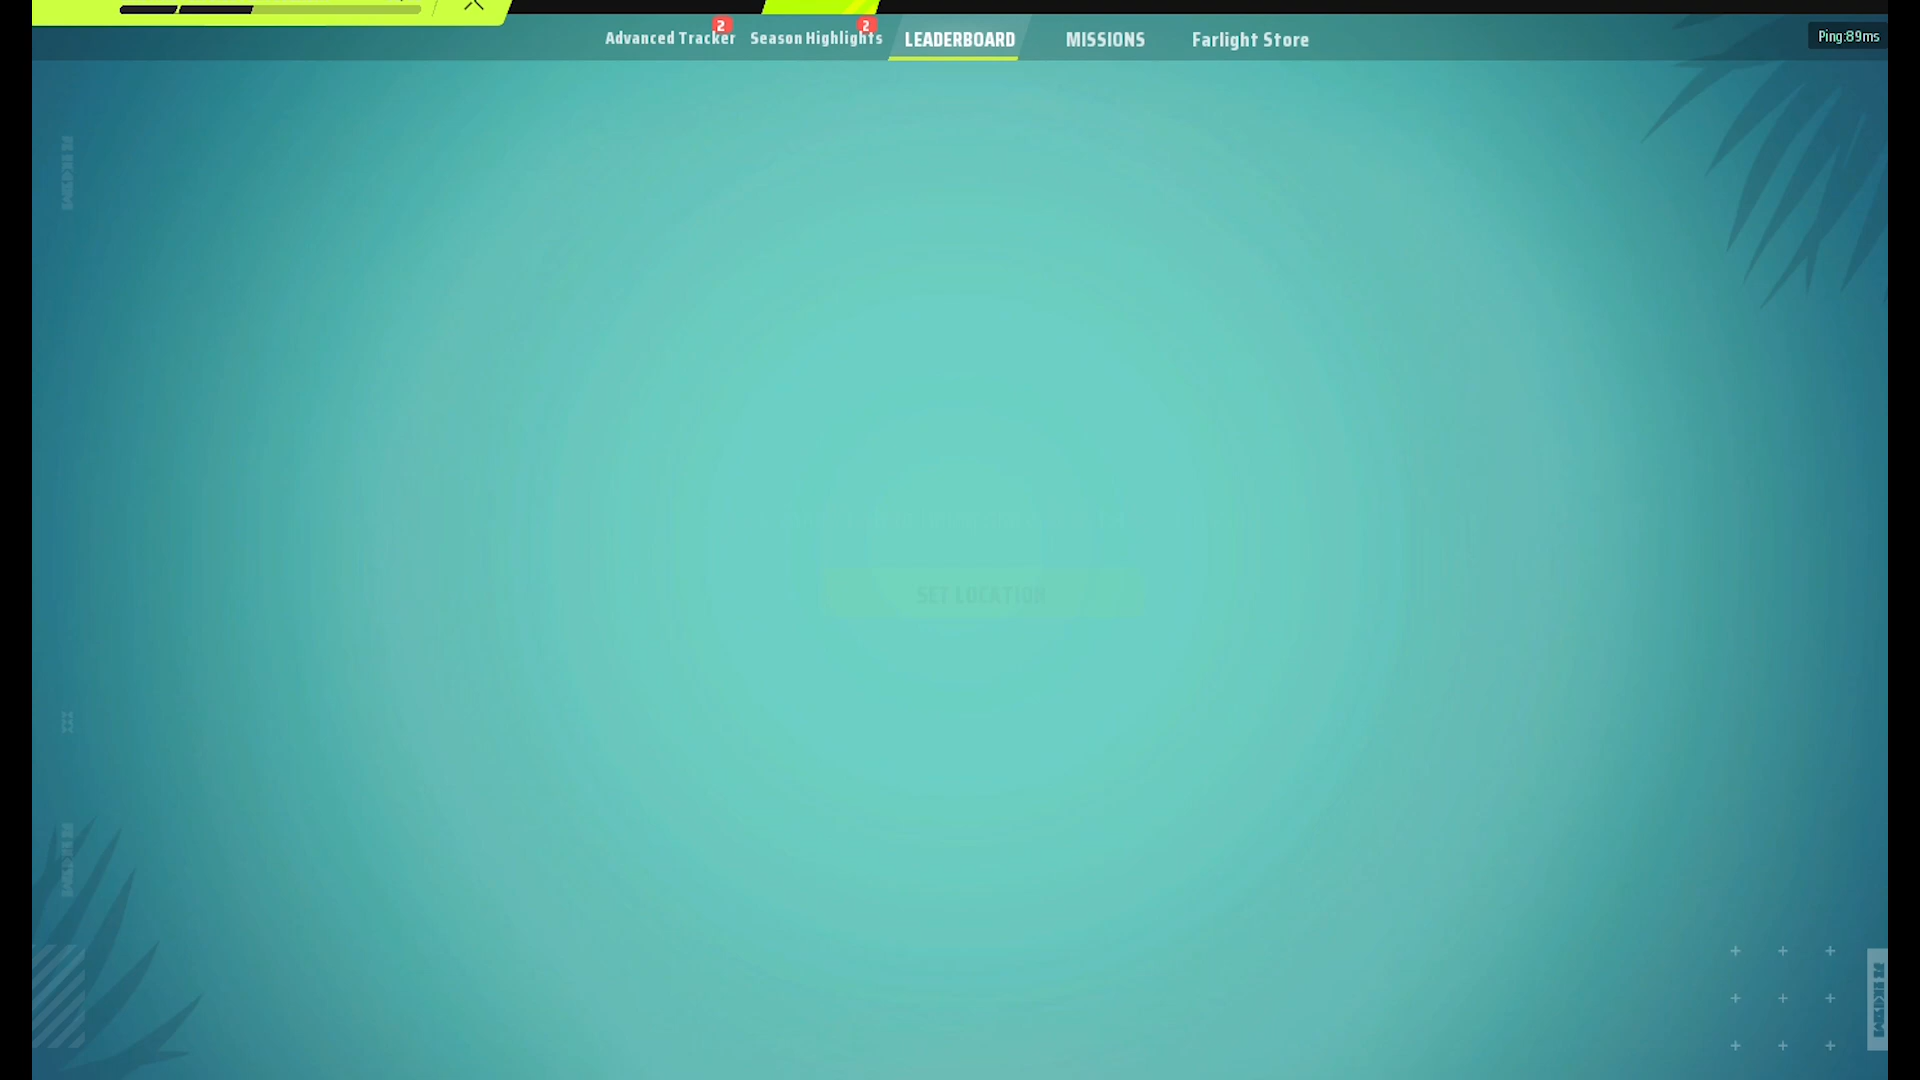 2
2
Advanced Tracker
Season Highlights
LEADERBOARD
MISSIONS
Farlight Store
Ping:89ms
SET LOCATION